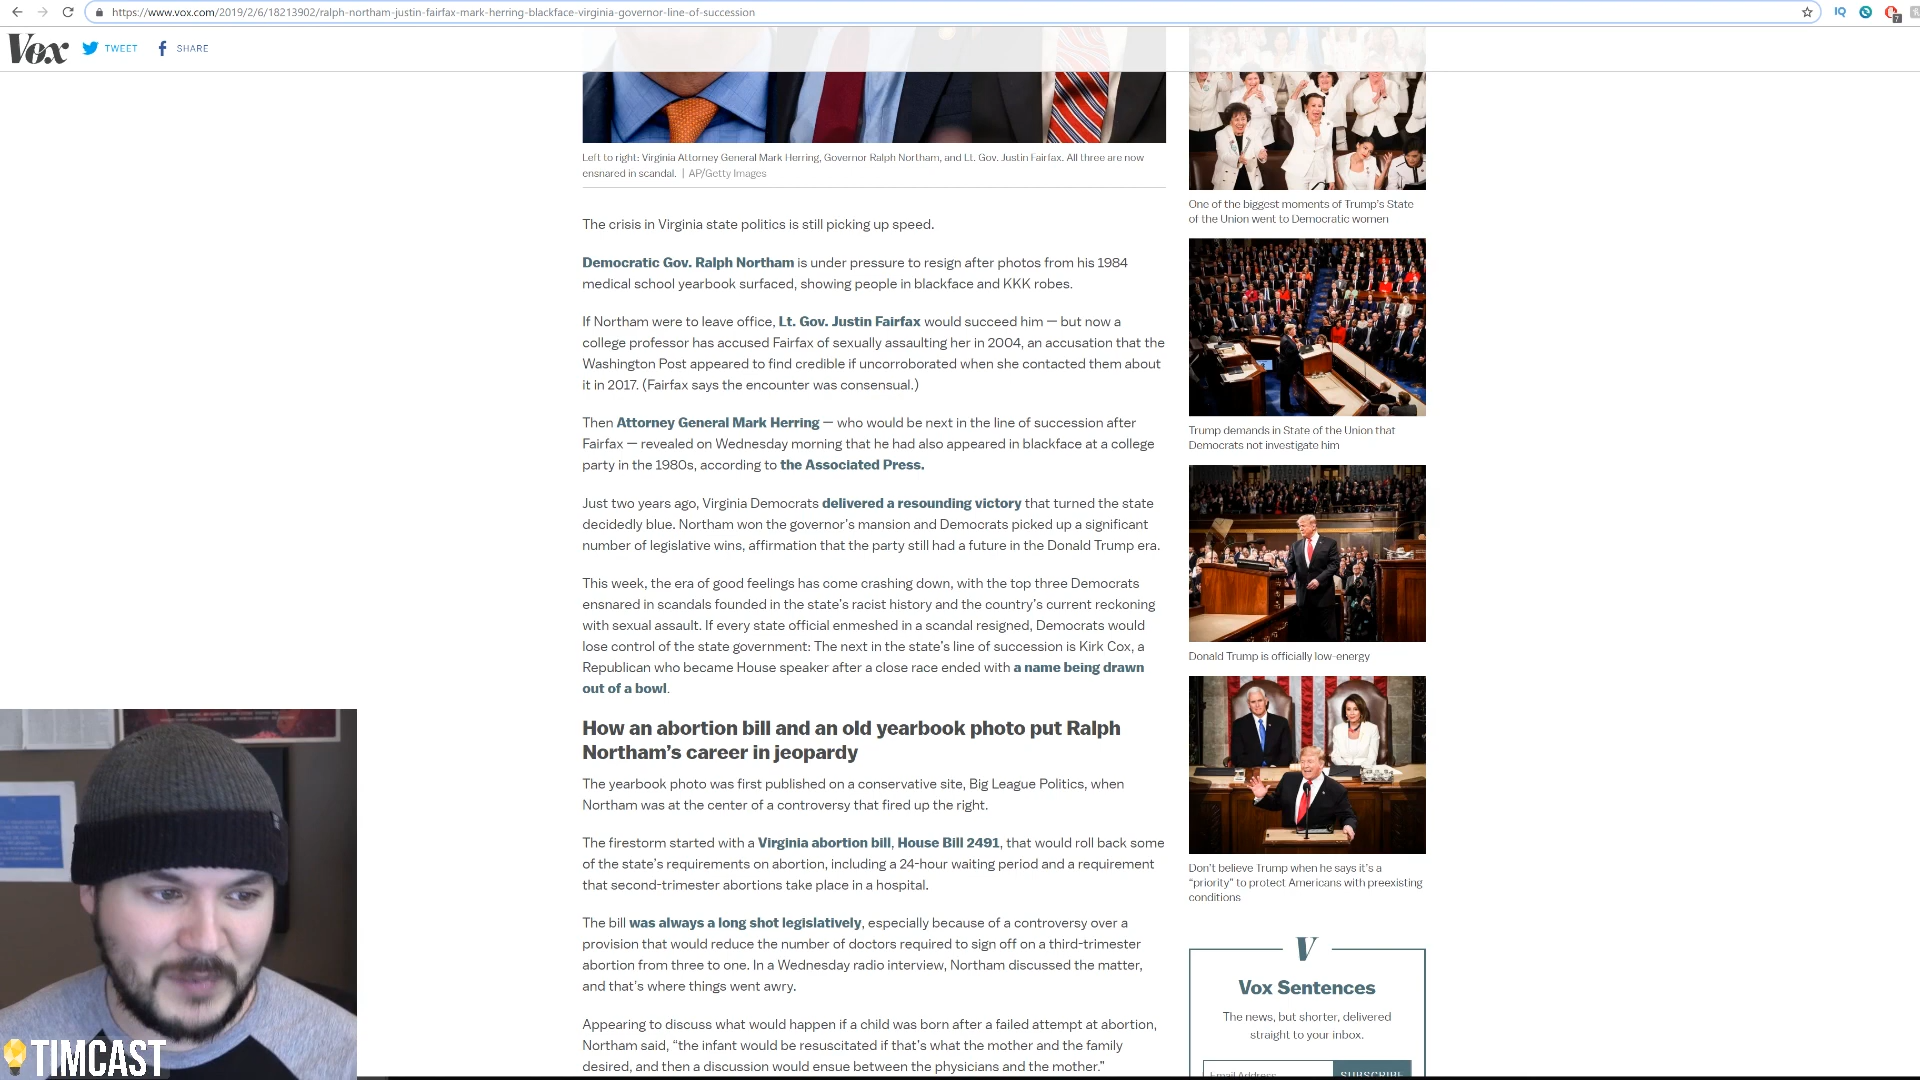 https://www.vox.com/2019/2/6/18213902/ralph-northam-justin-fairfax-mark-herring-blackface-virginia-governor-line-of-succession
IQ
7
Vox
TWEET
SHARE
Left to right: Virginia Attorney General Mark Herring, Governor Ralph Northam, and Lt. Gov. Justin Fairfax. All three are now
ensnared in scandal. | AP/Getty Images
The crisis in Virginia state politics is still picking up speed.
Democratic Gov. Ralph Northam is under pressure to resign after photos from his 1984
medical school yearbook surfaced, showing people in blackface and KKK robes.
If Northam were to leave office, Lt. Gov. Justin Fairfax would succeed him — but now a
college professor has accused Fairfax of sexually assaulting her in 2004, an accusation that the
Washington Post appeared to find credible if uncorroborated when she contacted them about
it in 2017. (Fairfax says the encounter was consensual.)
Then Attorney General Mark Herring — who would be next in the line of succession after
Fairfax — revealed on Wednesday morning that he had also appeared in blackface at a college
party in the 1980s, according to the Associated Press.
Just two years ago, Virginia Democrats delivered a resounding victory that turned the state
decidedly blue. Northam won the governor's mansion and Democrats picked up a significant
number of legislative wins, affirmation that the party still had a future in the Donald Trump era.
This week, the era of good feelings has come crashing down, with the top three Democrats
ensnared in scandals founded in the state's racist history and the country's current reckoning
with sexual assault. If every state official enmeshed in a scandal resigned, Democrats would
lose control of the state government: The next in the state's line of succession is Kirk Cox, a
Republican who became House speaker after a close race ended with a name being drawn
out of a bowl.
How an abortion bill and an old yearbook photo put Ralph
Northam's career in jeopardy
The yearbook photo was first published on a conservative site, Big League Politics, when
Northam was at the center of a controversy that fired up the right.
The firestorm started with a Virginia abortion bill, House Bill 2491, that would roll back some
of the state's requirements on abortion, including a 24-hour waiting period and a requirement
that second-trimester abortions take place in a hospital.
The bill was always a long shot legislatively, especially because of a controversy over a
provision that would reduce the number of doctors required to sign off on a third-trimester
abortion from three to one. In a Wednesday radio interview, Northam discussed the matter,
and that's where things went awry.
Appearing to discuss what would happen if a child was born after a failed attempt at abortion,
Northam said, “the infant would be resuscitated if that's what the mother and the family
desired, and then a discussion would ensue between the physicians and the mother.”
One of the biggest moments of Trump's State
of the Union went to Democratic women
Trump demands in State of the Union that
Democrats not investigate him
Donald Trump is officially low-energy
Don't believe Trump when he says it's a
“priority” to protect Americans with preexisting
conditions
V
Vox Sentences
The news, but shorter, delivered
straight to your inbox.
Email Address
SUBSCRIBE
TIMCAST